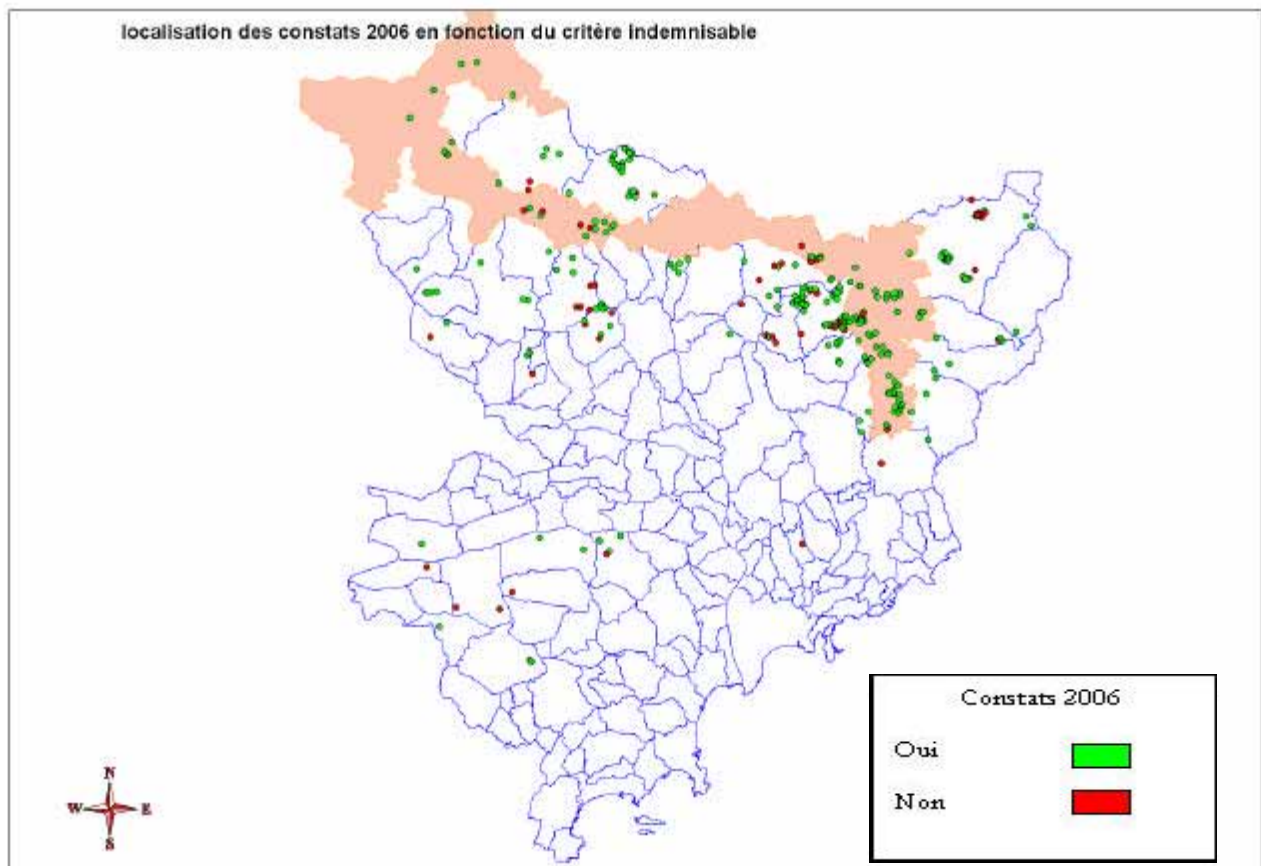 localisation des constats 2006 en fonction du critère indemnisable
Constats 2006
Oui
Non
N
W E
S